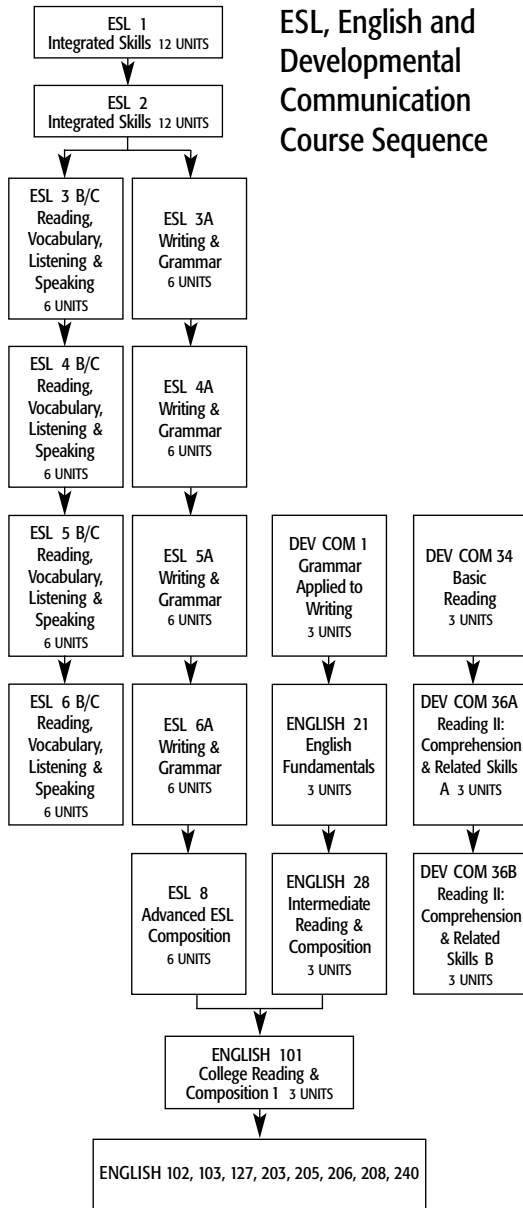 ESL, English and
Developmental
Communication
Course Sequence
ESL 1
Integrated Skills 12 UNITS
ESL 2
Integrated Skills 12 UNITS
ESL 3 B/C
Reading,
Vocabulary,
Listening &
Speaking
6 UNITS
ESL 3A
Writing &
Grammar
6 UNITS
ESL 4 B/C
Reading,
Vocabulary,
Listening &
Speaking
6 UNITS
ESL 4A
Writing &
Grammar
6 UNITS
ESL 5 B/C
Reading,
Vocabulary,
Listening &
Speaking
6 UNITS
ESL 5A
Writing &
Grammar
6 UNITS
DEV COM 1
Grammar
Applied to
Writing
3 UNITS
DEV COM 34
Basic
Reading
3 UNITS
ESL 6 B/C
Reading,
Vocabulary,
Listening &
Speaking
6 UNITS
ESL 6A
Writing &
Grammar
6 UNITS
ENGLISH 21
English
Fundamentals
3 UNITS
DEV COM 36A
Reading II:
Comprehension
& Related Skills
A 3 UNITS
ESL 8
Advanced ESL
Composition
6 UNITS
ENGLISH 28
Intermediate
Reading &
Composition
3 UNITS
DEV COM 36B
Reading II:
Comprehension
& Related
Skills B
3 UNITS
ENGLISH 101
College Reading &
Composition 1 3 UNITS
ENGLISH 102, 103, 127, 203, 205, 206, 208, 240